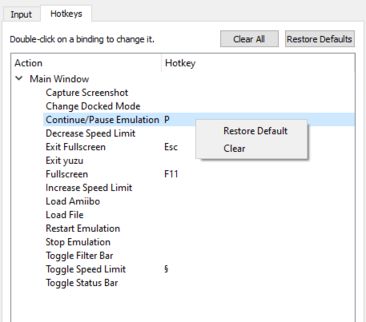 Input Hotkeys
Double-click on a binding to change it. Clear All Restore Defaults
Action Hotkey
Main Window
Capture Screenshot
Change Docked Mode
Continue/Pause Emulation P
Restore Default
Decrease Speed Limit
Exit Fullscreen Esc
Clear
Exit yuzu
Fullscreen F11
Increase Speed Limit
Load Amiibo
Load File
Restart Emulation
Stop Emulation
Toggle Filter Bar
Toggle Speed Limit §
Toggle Status Bar